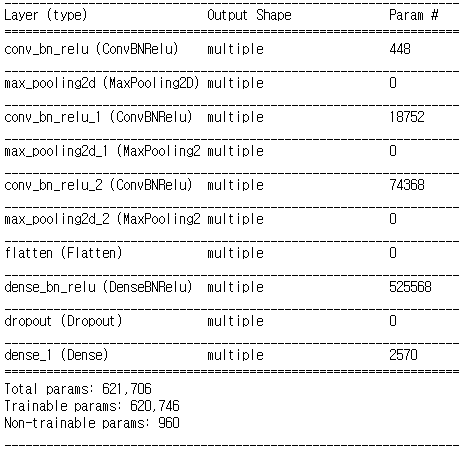 Layer (type) Output Shape Param #
conv_bn_relu (ConvBNRelu) multiple 448
max_pooling2d (MaxPooling2D) multiple 0
conv_bn_relu_1 (ConvBNRelu) multiple 18752
max_pooling2d_1 (MaxPooling2 multiple 0
conv_bn_relu_2 (ConvBNRelu) multiple 74368
max_pooling2d_2 (MaxPooling2 multiple 0
flatten (Flatten) multiple 0
dense_bn_relu (DenseBNRelu) multiple 525568
dropout (Dropout) multiple 0
dense_1 (Dense) multiple 2570
Total params: 621,706
Trainable params: 620,746
Non-trainable params: 960